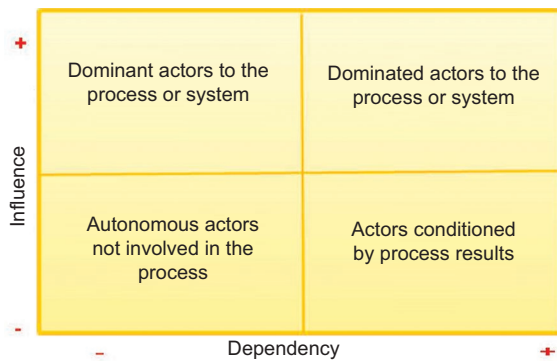 +
Dominant actors to the
process or system
Dominated actors to the
process or system
Influence
Autonomous actors
not involved in the
process
Actors conditioned
by process results
-
–
Dependency
+